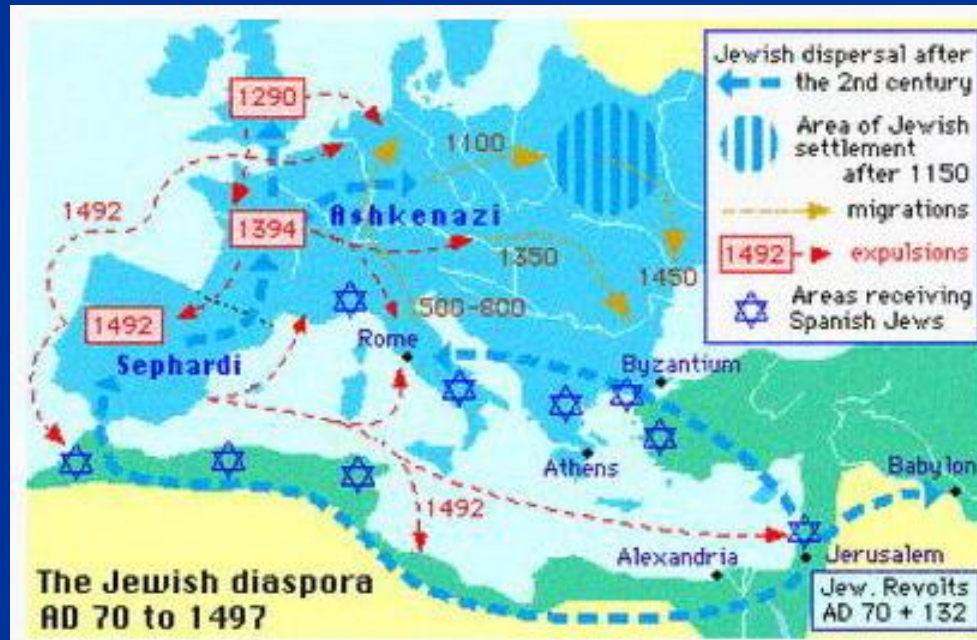 Jewish dispersal after
the 2nd century
Area of Jewish
settlement
after 1150
migrations
1492
expulsions
Areas receiving
Spanish Jews
1290
1100
1492
1394
Ashkenazi
1350
1450
500-800
1492
Rome
Sephardi
Byzantium
Athens
Babylon
1492
Alexandria
Jerusalem
The Jewish diaspora
AD 70 to 1497
Jew. Revolts
AD 70 + 132